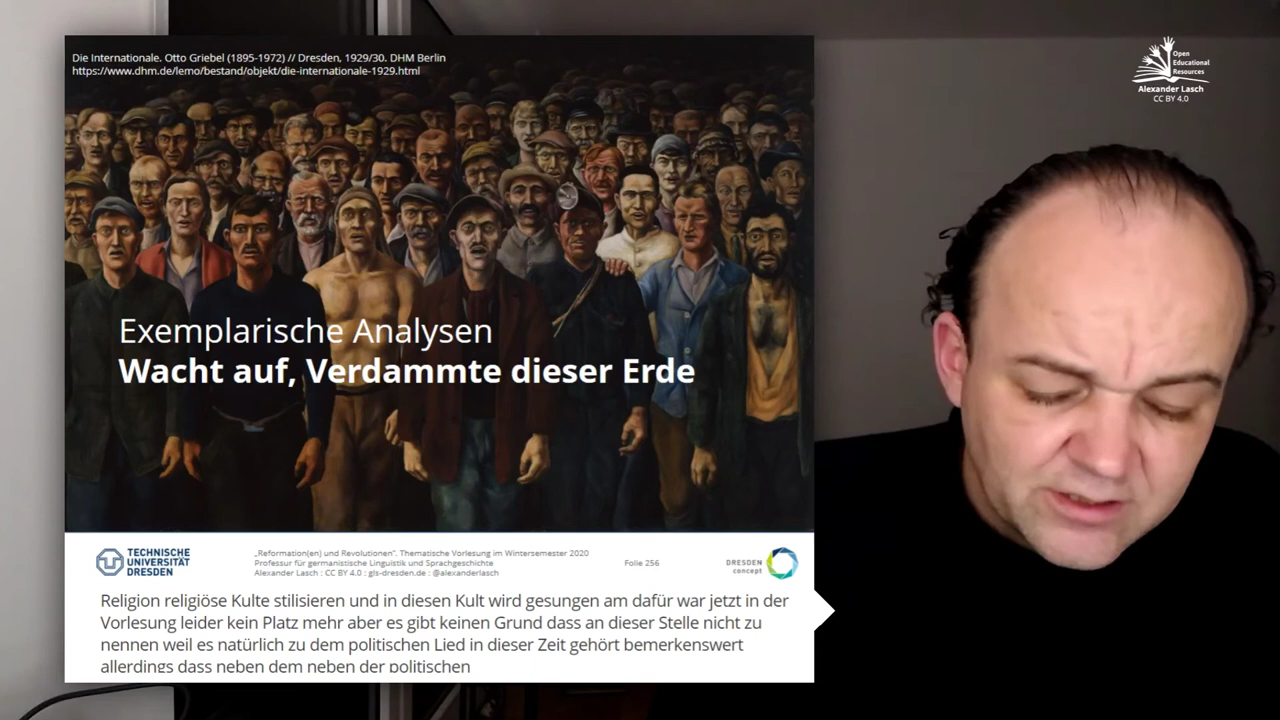 Die Internationale. Otto Griebel (1895-1972) // Dresden, 1929/30. DHM Berlin
https://www.dhm.de/lemo/bestand/objekt/die-internationale-1929.html
Open
Educational
Resources
Alexander Lasch
CC BY 4.0
Exemplarische Analysen
Wacht auf, Verdammte dieser Erde
TECHNISCHE
UNIVERSITÄT
DRESDEN
„Reformation(en) und Revolutionen“. Thematische Vorlesung im Wintersemester 2020
Professur für germanistische Linguistik und Sprachgeschichte
Alexander Lasch : CC BY 4.0 : gls-dresden.de : @alexanderlasch
Folie 256
DRESDEN
concept
Religion religiöse Kulte stilisieren und in diesen Kult wird gesungen am dafür war jetzt in der
Vorlesung leider kein Platz mehr aber es gibt keinen Grund dass an dieser Stelle nicht zu
nennen weil es natürlich zu dem politischen Lied in dieser Zeit gehört bemerkenswert
allerdings dass neben dem neben der politischen